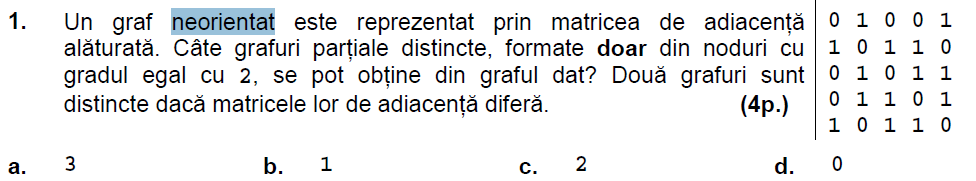 1. Un graf neorientat este reprezentat prin matricea de adiacență
alăturată. Câte grafuri parțiale distincte, formate doar din noduri cu
gradul egal cu 2, se pot obține din graful dat? Două grafuri sunt
distincte dacă matricele lor de adiacență diferă. (4p.)
0 1 0 0 1
1 0 1 1 0
0 1 0 1 1
0 1 1 0 1
1 0 1 1 0
a. 3 b. 1 c. 2 d. 0